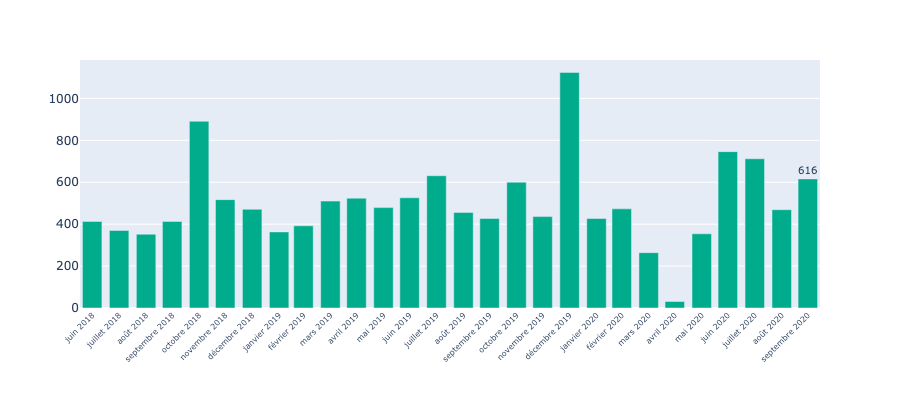 1000
800
600
400
200
0
616
juin 2018
juillet 2018
août 2018
septembre 2018
octobre 2018
novembre 2018
décembre 2018
janvier 2019
février 2019
mars 2019
avril 2019
mai 2019
juin 2019
juillet 2019
août 2019
septembre 2019
octobre 2019
novembre 2019
décembre 2019
janvier 2020
février 2020
mars 2020
avril 2020
mai 2020
juin 2020
juillet 2020
août 2020
septembre 2020